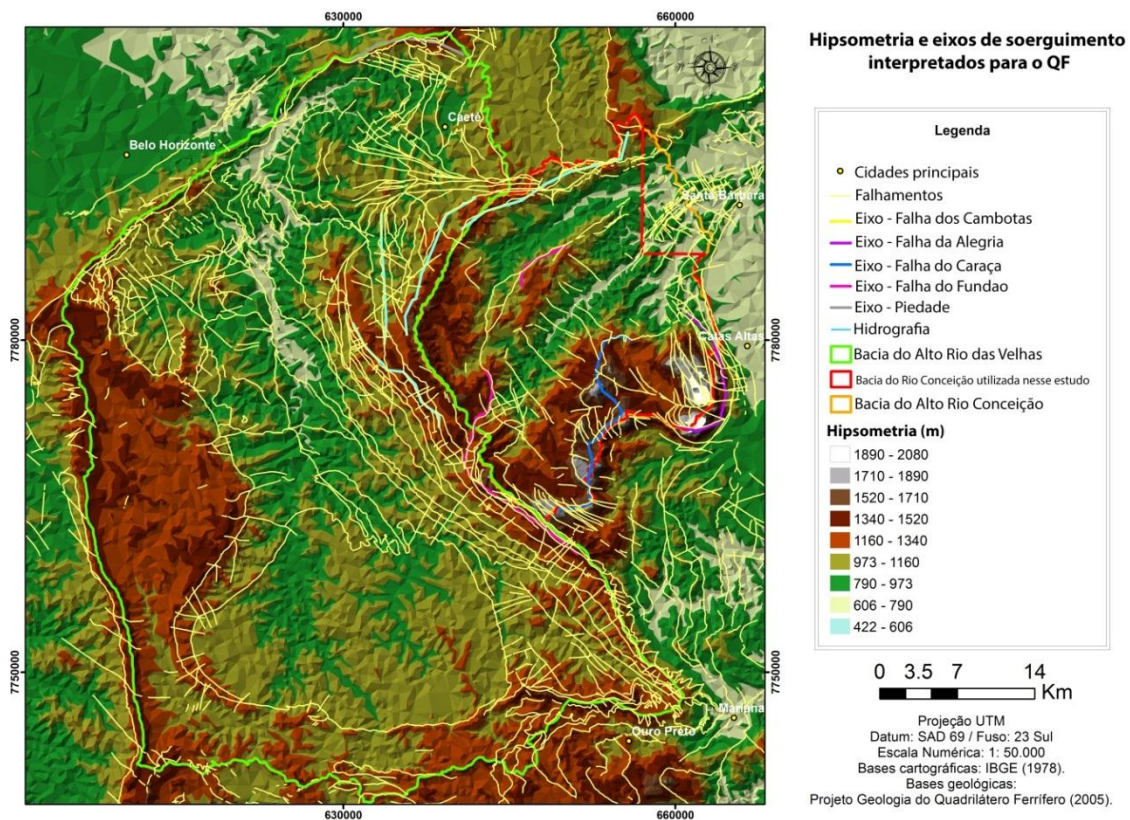 630000
660000
Belo Horizonte
Caeté
Santa Bárbara
Catas Altas
Mariana
Ouro Preto
7780000
7780000
7750000
7750000
630000
660000
Hipsometria e eixos de soerguimento
interpretados para o QF
Legenda
Cidades principais
Falhamentos
Eixo - Falha dos Cambotas
Eixo - Falha da Alegria
Eixo - Falha do Caraça
Eixo - Falha do Fundao
Eixo - Piedade
Hidrografia
Bacia do Alto Rio das Velhas
Bacia do Rio Conceição utilizada nesse estudo
Bacia do Alto Rio Conceição
Hipsometria (m)
1890 - 2080
1710 - 1890
1520 - 1710
1340 - 1520
1160 - 1340
973 - 1160
790 - 973
606 - 790
422 - 606
0 3.5 7 14
Km
Projeção UTM
Datum: SAD 69 / Fuso: 23 Sul
Escala Numérica: 1: 50.000
Bases cartográficas: IBGE (1978).
Bases geológicas:
Projeto Geologia do Quadrilátero Ferrífero (2005).